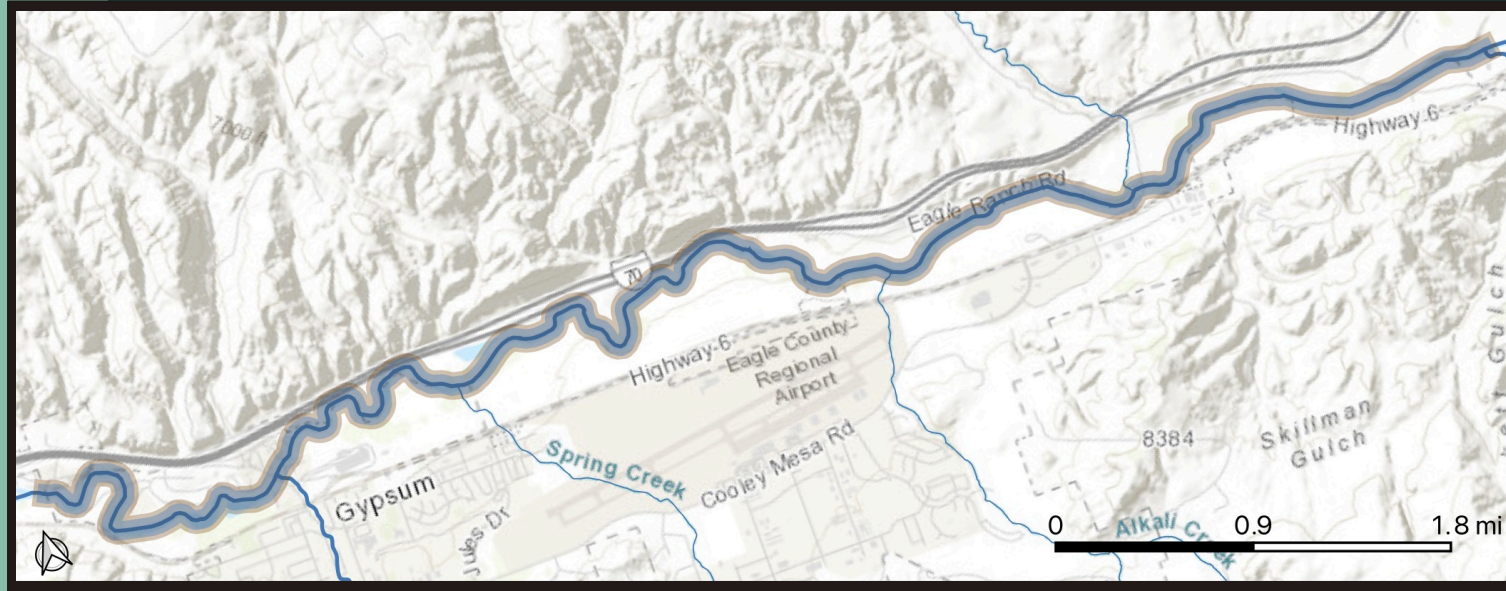 7000 ft
Highway 6
Eagle Ranch Rd
70
Highway 6
Eagle County
Regional
Airport
8384
Skillman
Gulch
Spring Creek
Cooley Mesa Rd
Gypsum
Jules Dr
Gulch
Alkali Creek
0 0.9 1.8 mi